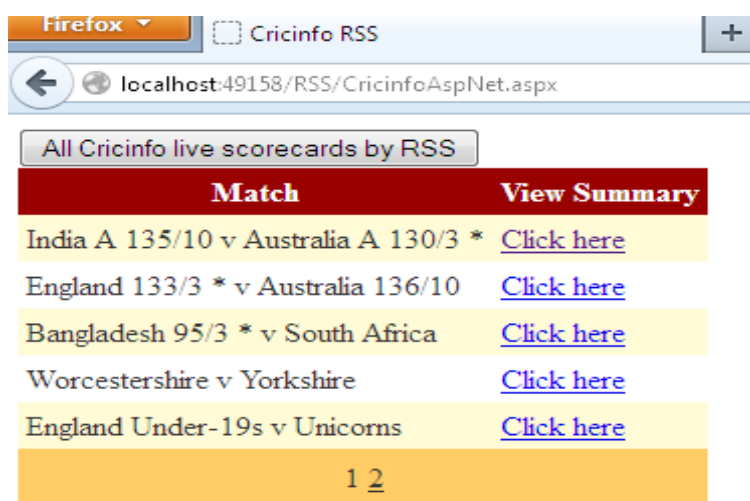 Firefox
Cricinfo RSS
localhost:49158/RSS/CricinfoAspNet.aspx
All Cricinfo live scorecards by RSS
Match View Summary
India A 135/10 v Australia A 130/3 * Click here
England 133/3 * v Australia 136/10 Click here
Bangladesh 95/3 * v South Africa Click here
Worcestershire v Yorkshire Click here
England Under-19s v Unicorns Click here
1 2